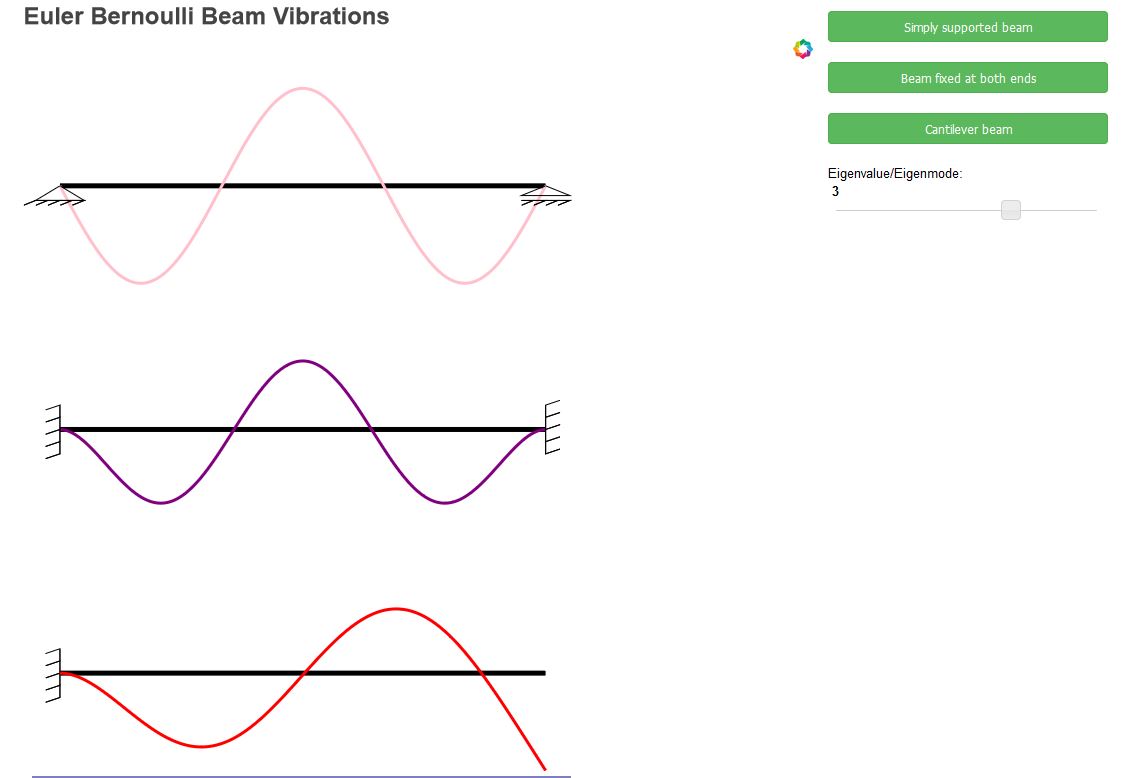 Euler Bernoulli Beam Vibrations
Simply supported beam
Beam fixed at both ends
Cantilever beam
Eigenvalue/Eigenmode:
3